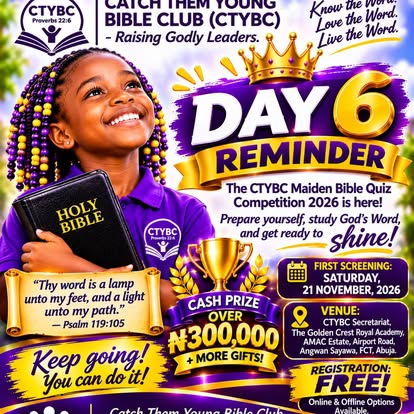 CTYBC
Proverbs 22:6
CATCH THEM YOUNG
BIBLE CLUB (CTYBC)
- Raising Godly Leaders.
Know the Word.
Love the Word.
Live the Word.
DAY 6
REMINDER
The CTYBC Maiden Bible Quiz
Competition 2026 is here!
Prepare yourself, study God's Word,
and get ready to shine!
HOLY
BIBLE
CTYBC
Proverbs 22:6
"Thy word is a lamp
unto my feet, and a light
unto my path."
— Psalm 119:105
Keep going!
You can do it!
CASH PRIZE
OVER
₦300,000
+ MORE GIFTS!
FIRST SCREENING:
SATURDAY,
21 NOVEMBER, 2026
VENUE:
CTYBC Secretariat,
The Golden Crest Royal Academy,
AMAC Estate, Airport Road,
Angwan Sayawa, FCT, Abuja.
REGISTRATION:
FREE!
Online & Offline Options
Available.
Catch Them Young Bible Club